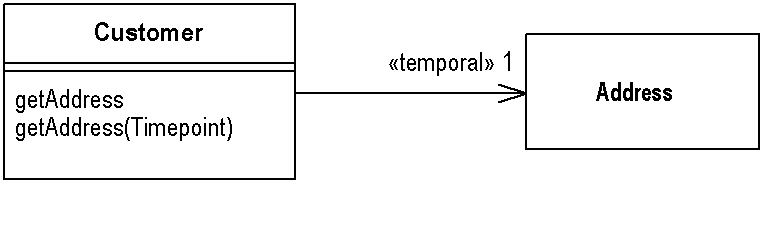 Customer
getAddress
getAddress(Timepoint)
«temporal» 1
Address